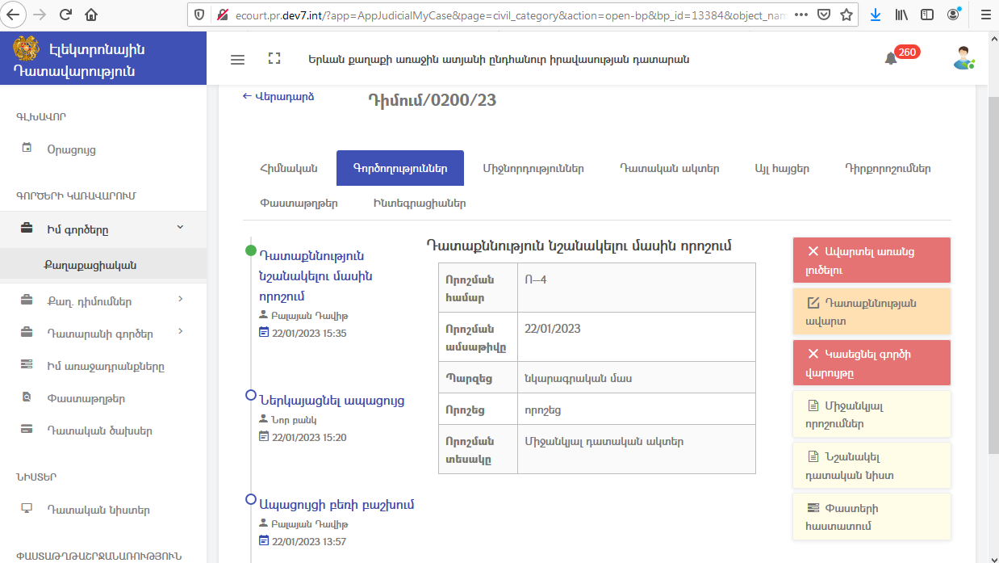 ecourt.pr.dev7.int/?app=AppJudicialMyCase&page=civil_category&action=open-bp&bp_id=13384&object_nam
Էլեկտրոնային
Դատավարություն
Երևան քաղաքի առաջին ատյանի ընդհանուր իրավասության դատարան
260
ԳԼԽԱՎՈՐ
Օրացույց
ԳՈՐԾԵՐԻ ԿԱՌԱՎԱՐՈՒՄ
Իմ գործերը
Քաղաքացիական
Քաղ. դիմումներ
Դատարանի գործեր
Իմ առաջադրանքները
Փաստաթղթեր
Դատական ծախսեր
ՆԻՍՏԵՐ
Դատական նիստեր
ՓԱՍՏԱԹՂԹԱՇՐՋԱՆԱՌՈՒԹՅՈՒՆ
← Վերադարձ
Դիմում/0200/23
Հիմնական
Գործողություններ
Միջնորդություններ
Դատական ակտեր
Այլ հայցեր
Դիրքորոշումներ
Փաստաթղթեր
Ինտեգրացիաներ
Դատաքննություն
նշանակելու մասին
որոշում
Բալայան Դավիթ
22/01/2023 15:35
Ներկայացնել ապացույց
Նոր բանկ
22/01/2023 15:20
Ապացույցի բեռի բաշխում
Բալայան Դավիթ
22/01/2023 13:57
Դատաքննություն նշանակելու մասին որոշում
Որոշման
համար
Ո--4
Որոշման
ամսաթիվը
22/01/2023
Պարզեց
նկարագրական մաս
Որոշեց
որոշեց
Որոշման
տեսակը
Միջանկյալ դատական ակտեր
Ավարտել առանց
լուծելու
Դատաքննության
ավարտ
Կասեցնել գործի
վարույթը
Միջանկյալ
որոշումներ
Նշանակել
դատական նիստ
Փաստերի
հաստատում